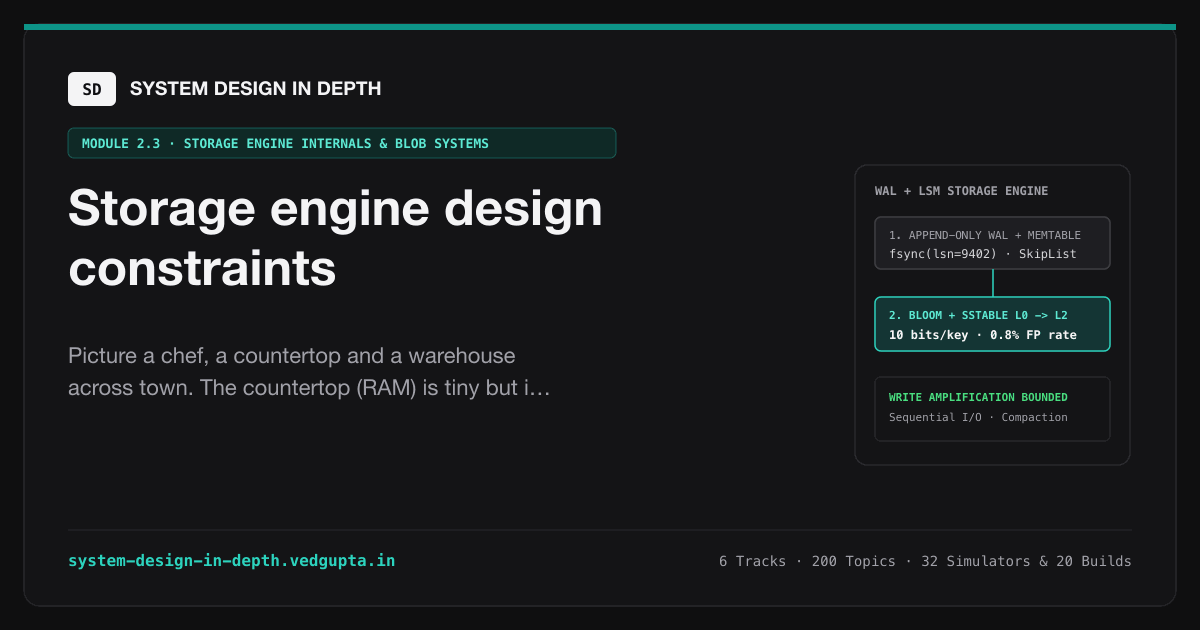 SD SYSTEM DESIGN IN DEPTH
MODULE 2.3 · STORAGE ENGINE INTERNALS & BLOB SYSTEMS
Storage engine design
constraints
Picture a chef, a countertop and a warehouse
across town. The countertop (RAM) is tiny but i…
WAL + LSM STORAGE ENGINE
1. APPEND-ONLY WAL + MEMTABLE
fsync(lsn=9402) · SkipList
2. BLOOM + SSTABLE L0 -> L2
10 bits/key · 0.8% FP rate
WRITE AMPLIFICATION BOUNDED
Sequential I/O · Compaction
system-design-in-depth.vedgupta.in
6 Tracks · 200 Topics · 32 Simulators & 20 Builds